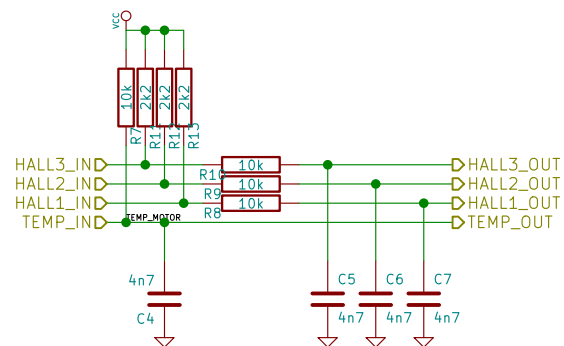 VCC
10k
2k2
2k2
2k2
R7
R11
R12
R13
HALL3_IN
10k
HALL3_OUT
R10
HALL2_IN
10k
HALL2_OUT
R9
HALL1_IN
10k
HALL1_OUT
R8
TEMP_IN
TEMP_MOTOR
TEMP_OUT
4n7
C4
C5
4n7
C6
4n7
C7
4n7